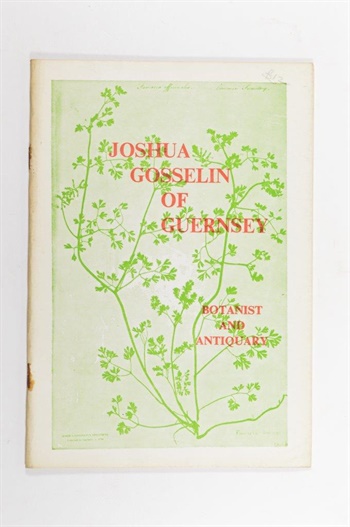 JOSHUA
GOSSELIN
OF
GUERNSEY
BOTANIST
AND
ANTIQUARY